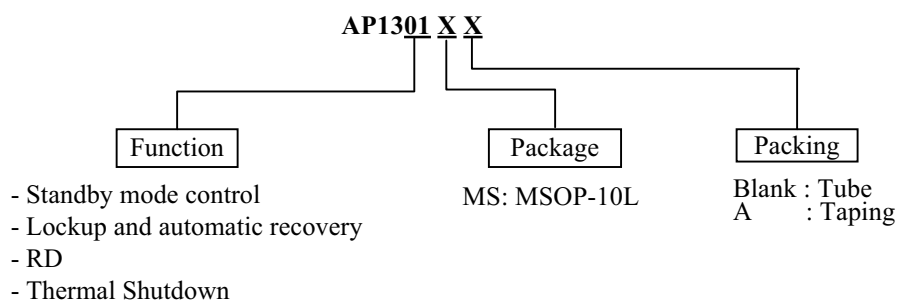 AP1301 X X
Function
Package
Packing
- Standby mode control
- Lockup and automatic recovery
- RD
- Thermal Shutdown
MS: MSOP-10L
Blank : Tube
A : Taping